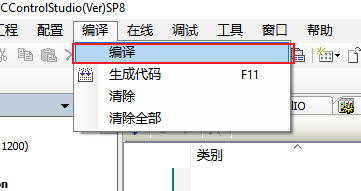 CControlStudio(Ver)SP8
程 配置 编译 在线 调试 工具 窗口 帮助
编译
生成代码 F11
清除
清除全部
IO
1200)
类别
on